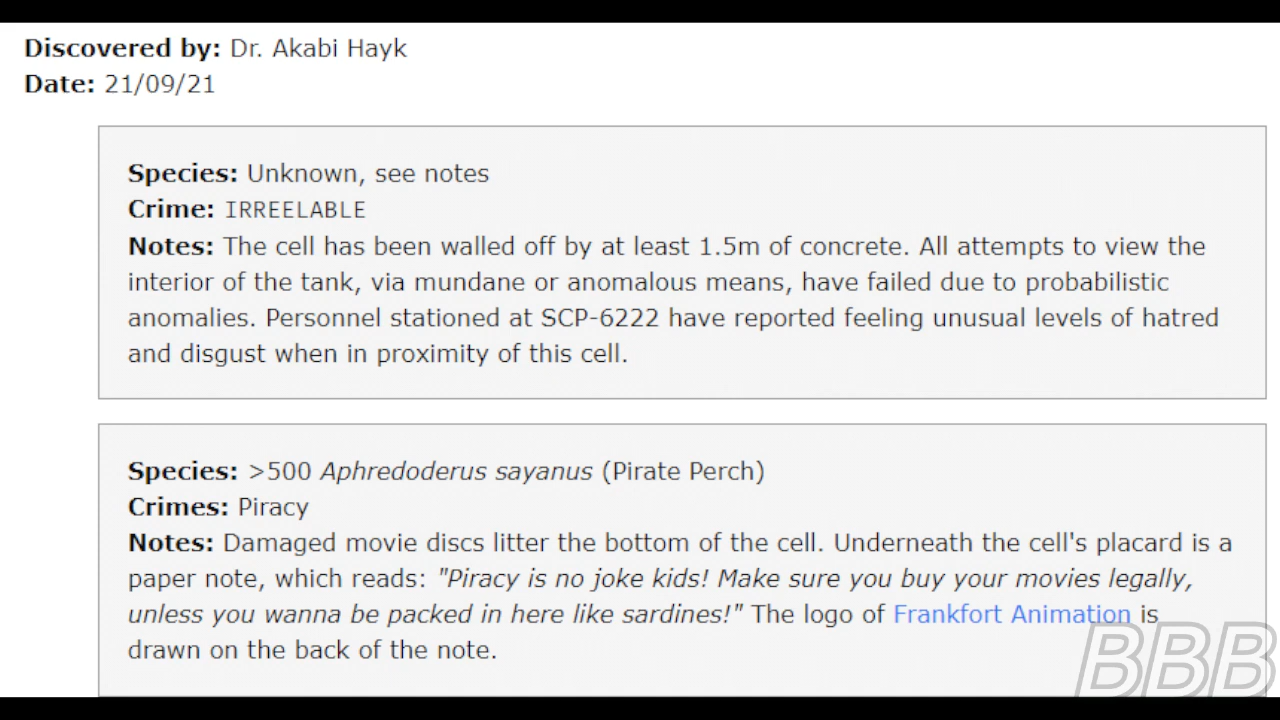 Discovered by: Dr. Akabi Hayk
Date: 21/09/21
Species: Unknown, see notes
Crime: IRREELABLE
Notes: The cell has been walled off by at least 1.5m of concrete. All attempts to view the
interior of the tank, via mundane or anomalous means, have failed due to probabilistic
anomalies. Personnel stationed at SCP-6222 have reported feeling unusual levels of hatred
and disgust when in proximity of this cell.
Species: >500 Aphredoderus sayanus (Pirate Perch)
Crimes: Piracy
Notes: Damaged movie discs litter the bottom of the cell. Underneath the cell's placard is a
paper note, which reads: "Piracy is no joke kids! Make sure you buy your movies legally,
unless you wanna be packed in here like sardines!" The logo of Frankfort Animation is
drawn on the back of the note.
BBB